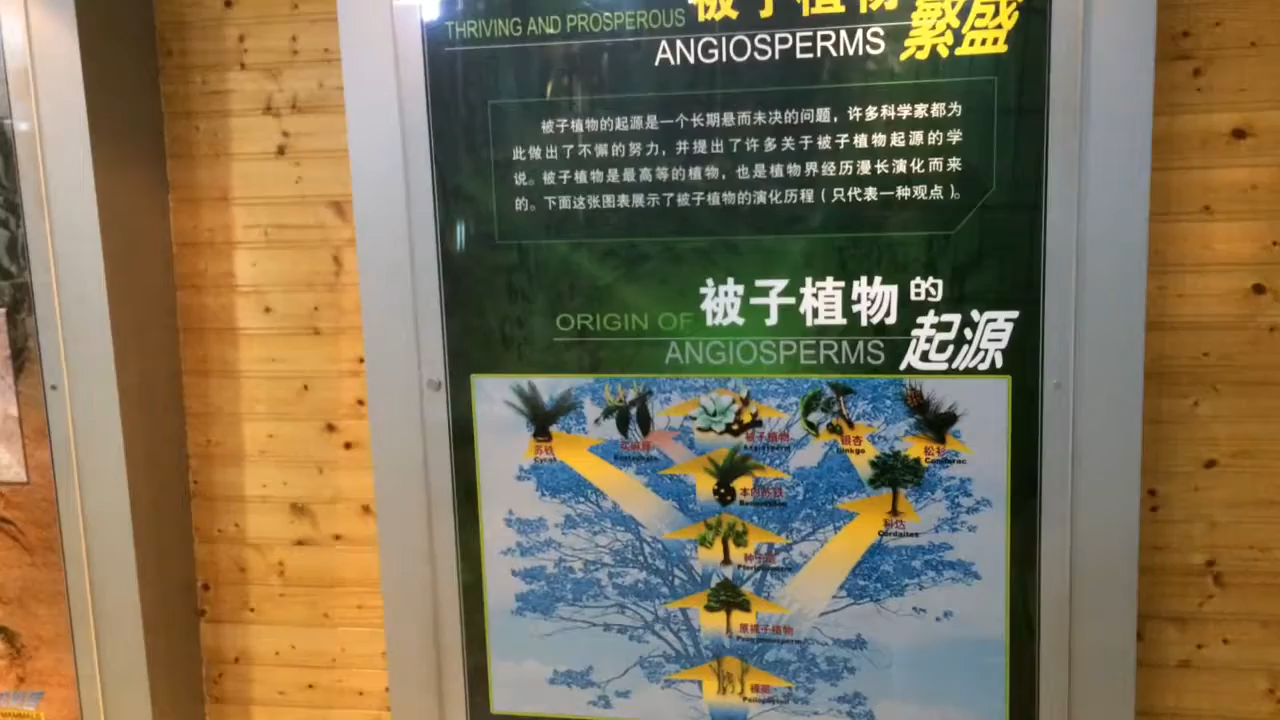 THRIVING AND PROSPEROUS 被子植物 繁盛
ANGIOSPERMS
被子植物的起源是一个长期悬而未决的问题，许多科学家都为
此做出了不懈的努力，并提出了许多关于被子植物起源的学
说。被子植物是最高等的植物，也是植物界经历漫长演化而来
的。下面这张图表展示了被子植物的演化历程（只代表一种观点）。
ORIGIN OF 被子植物的
ANGIOSPERMS 起源
苏铁
Cycad
买麻藤
被子植物
Angiosperm
银杏
Ginkgo
松杉
本内苏铁
科达
Cordaites
种子蕨
原裸子植物
裸蕨
MAMMALS